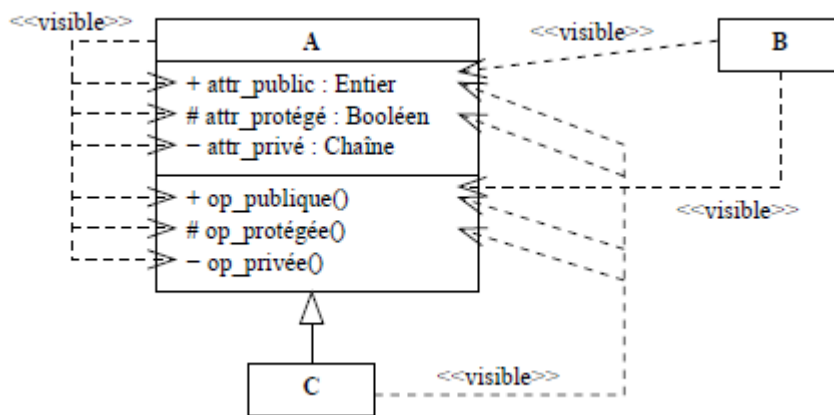 <<visible>>
A
<<visible>>
B
+ attr_public : Entier
# attr_protégé : Booléen
− attr_privé : Chaîne
+ op_publique()
<<visible>>
# op_protégée()
− op_privée()
C
<<visible>>